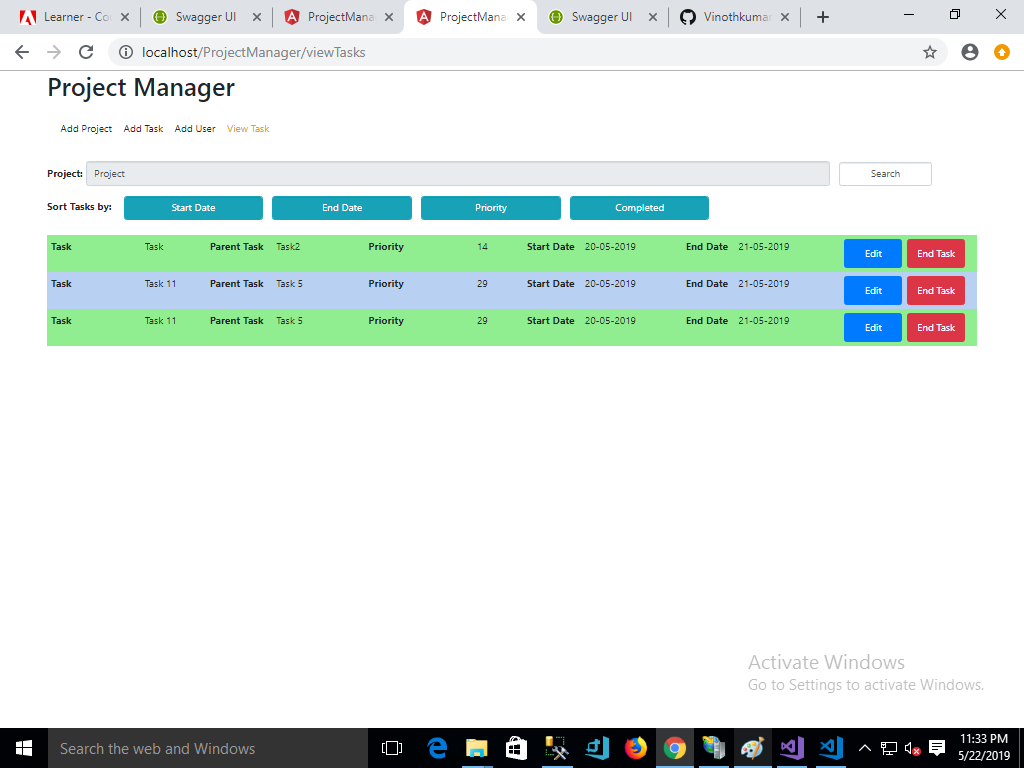 Learner - Co
Swagger UI
ProjectMana
ProjectMana
Swagger UI
Vinothkumar
localhost/ProjectManager/viewTasks
Project Manager
Add Project Add Task Add User View Task
Project: Project Search
Sort Tasks by: Start Date End Date Priority Completed
Task Task Parent Task Task2 Priority 14 Start Date 20-05-2019 End Date 21-05-2019 Edit End Task
Task Task 11 Parent Task Task 5 Priority 29 Start Date 20-05-2019 End Date 21-05-2019 Edit End Task
Task Task 11 Parent Task Task 5 Priority 29 Start Date 20-05-2019 End Date 21-05-2019 Edit End Task
Activate Windows
Go to Settings to activate Windows.
Search the web and Windows
11:33 PM
5/22/2019